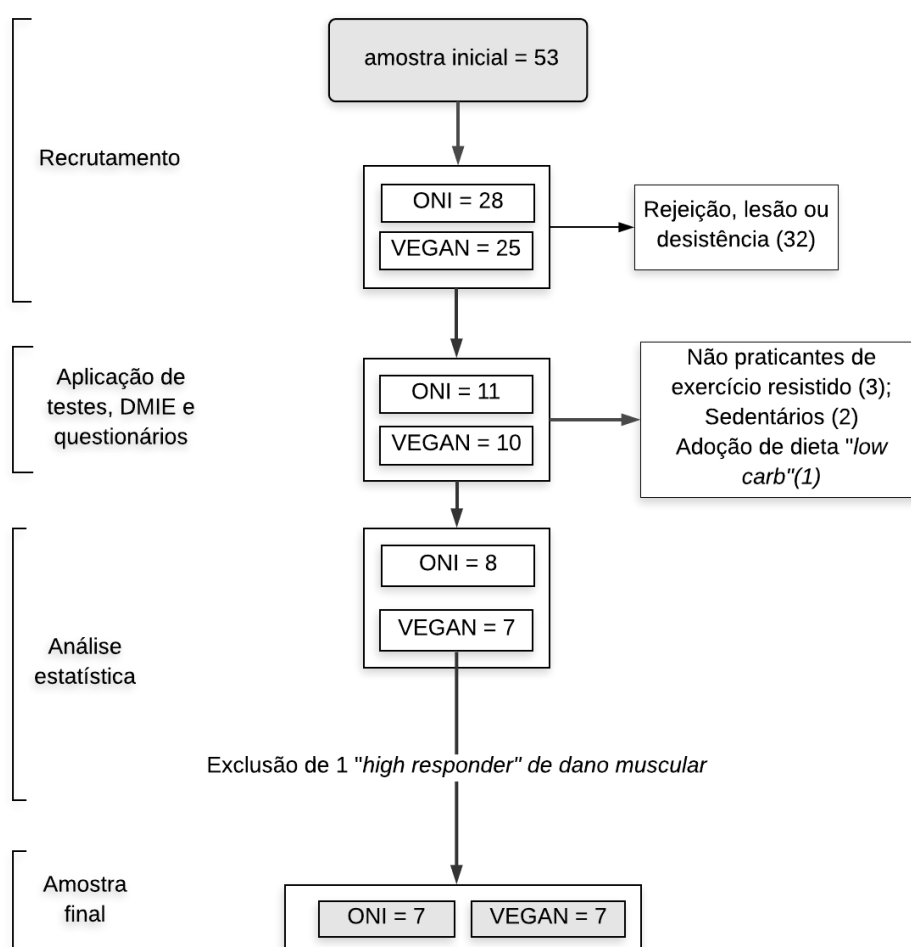 amostra inicial = 53
Recrutamento
ONI = 28
VEGAN = 25
Rejeição, lesão ou
desistência (32)
Aplicação de
testes, DMIE e
questionários
ONI = 11
VEGAN = 10
Não praticantes de
exercício resistido (3);
Sedentários (2)
Adoção de dieta "low
carb"(1)
Análise
estatística
ONI = 8
VEGAN = 7
Exclusão de 1 "high responder" de dano muscular
Amostra
final
ONI = 7
VEGAN = 7